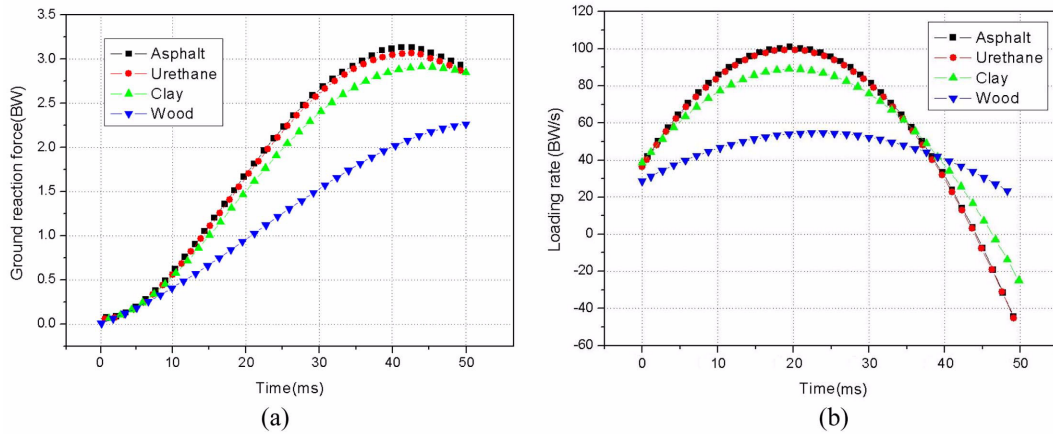 Ground reaction force(BW)
3.5
3.0
2.5
2.0
1.5
1.0
0.5
0.0
Asphalt
Urethane
Clay
Wood
0 10 20 30 40 50
Time(ms)
(a)
Loading rate (BW/s)
120
100
80
60
40
20
0
-20
-40
-60
Asphalt
Urethane
Clay
Wood
0 10 20 30 40 50
Time(ms)
(b)